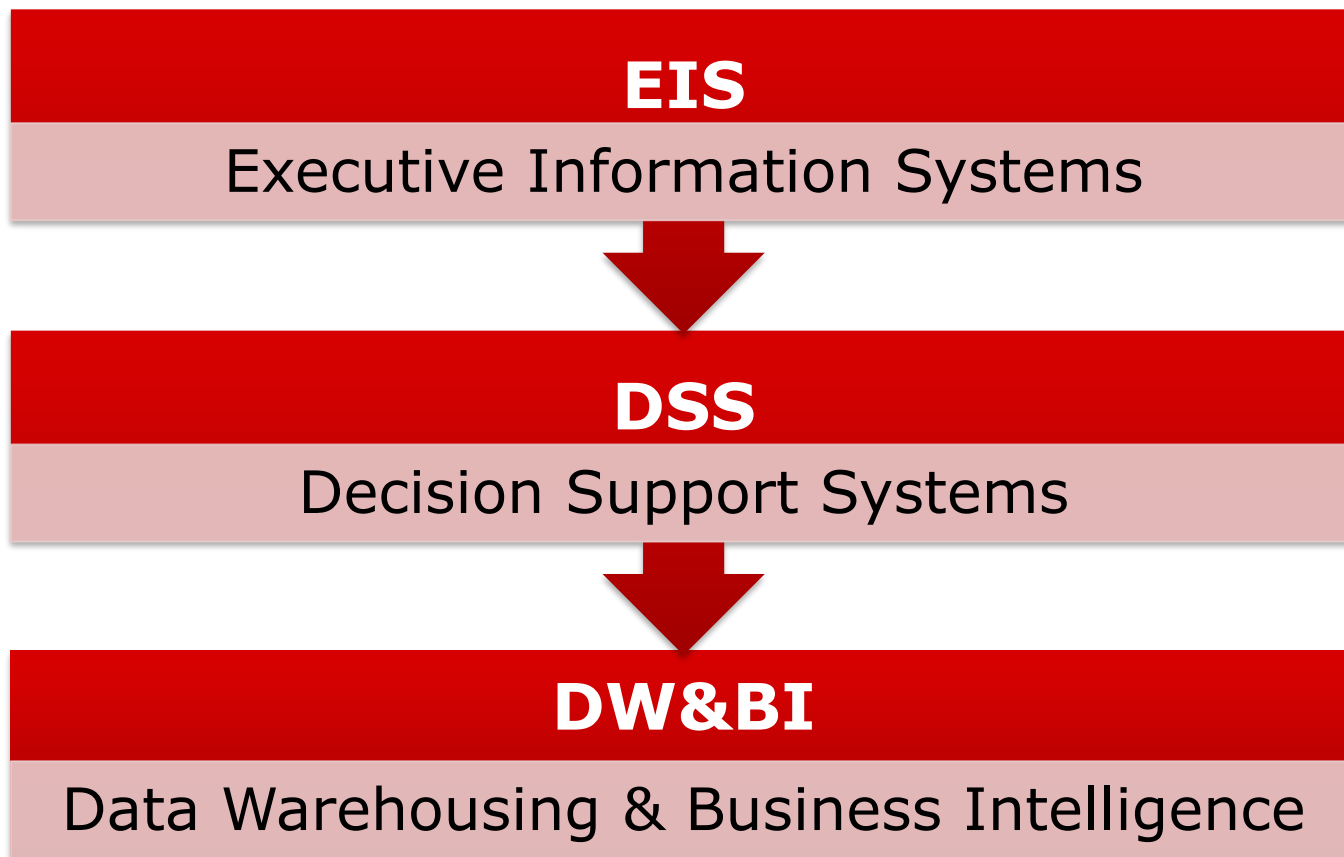 EIS
Executive Information Systems
DSS
Decision Support Systems
DW&BI
Data Warehousing & Business Intelligence